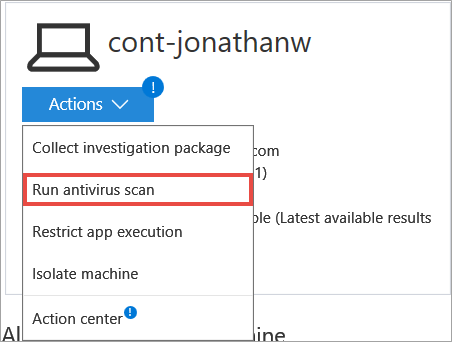 cont-jonathanw
!
Actions
Collect investigation package
com
Run antivirus scan
1)
Restrict app execution
ble (Latest available results
Isolate machine
Action center
!
Al
ine